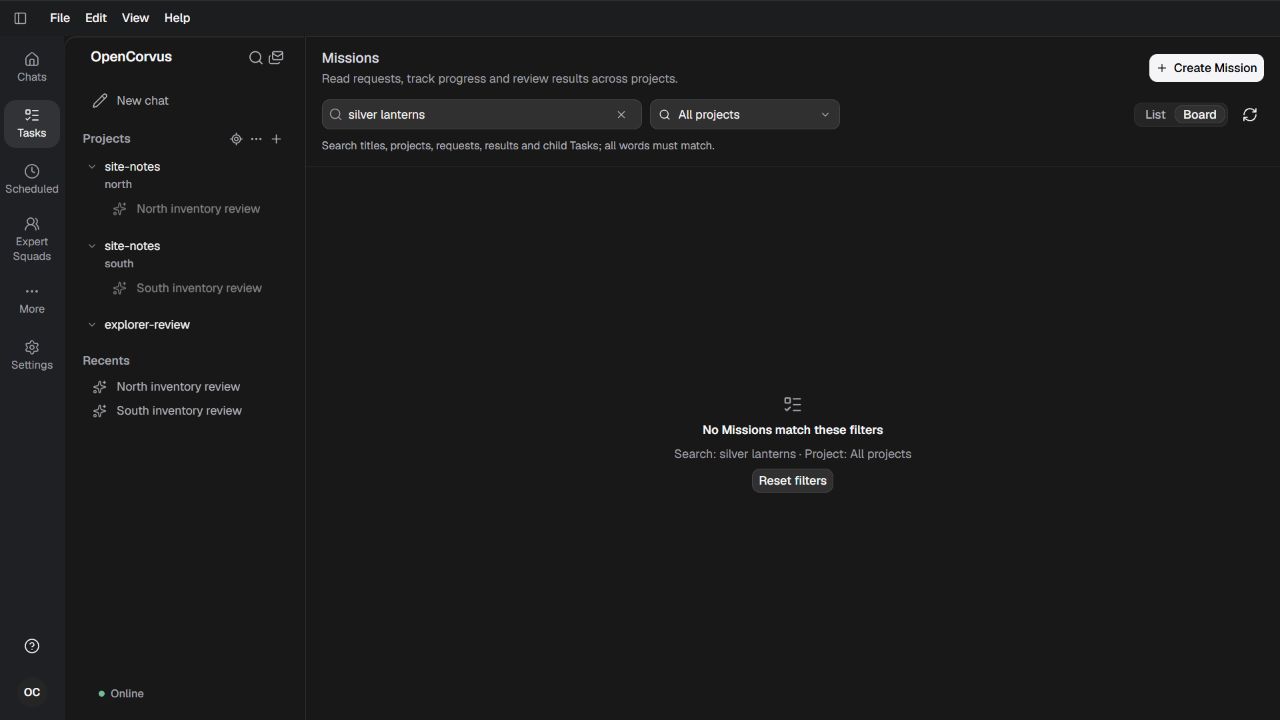 File Edit View Help
Chats
Tasks
Scheduled
Expert
Squads
More
Settings
OC
OpenCorvus
New chat
Projects
site-notes
north
North inventory review
site-notes
south
South inventory review
explorer-review
Recents
North inventory review
South inventory review
Online
Missions
Read requests, track progress and review results across projects.
Create Mission
silver lanterns
All projects
List Board
Search titles, projects, requests, results and child Tasks; all words must match.
No Missions match these filters
Search: silver lanterns · Project: All projects
Reset filters